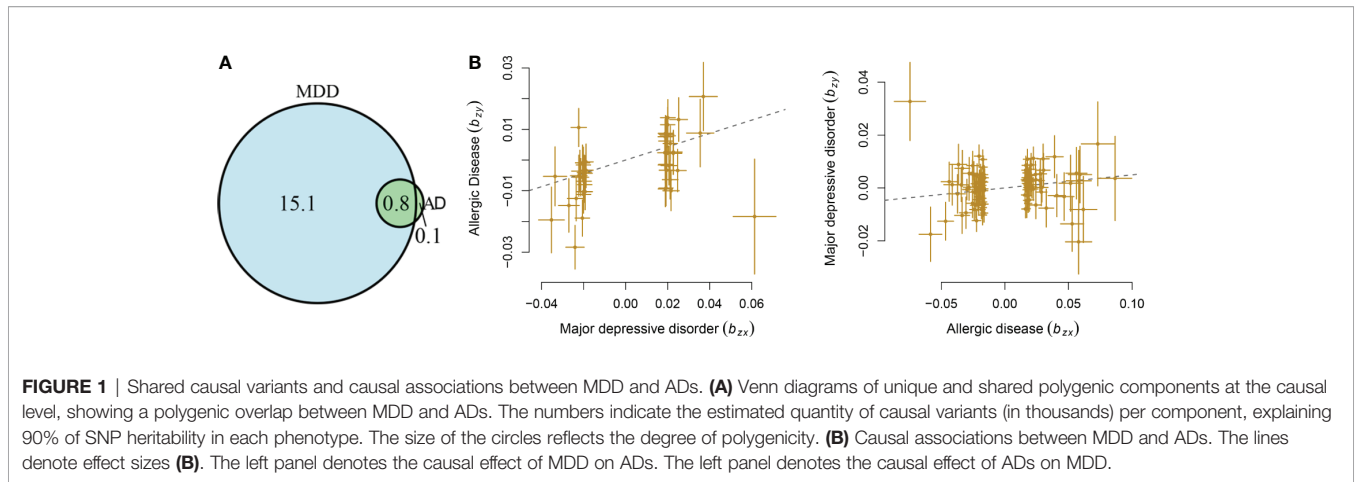 A
MDD
15.1
0.8
AD
0.1
B
Allergic Disease (bzy)
0.03
0.01
−0.01
−0.03
−0.04
0.00
0.02
0.04
0.06
Major depressive disorder (bzx)
Major depressive disorder (bzy)
0.04
0.02
0.00
−0.02
−0.05
0.00
0.05
0.10
Allergic disease (bzx)
FIGURE 1 | Shared causal variants and causal associations between MDD and ADs. (A) Venn diagrams of unique and shared polygenic components at the causal
level, showing a polygenic overlap between MDD and ADs. The numbers indicate the estimated quantity of causal variants (in thousands) per component, explaining
90% of SNP heritability in each phenotype. The size of the circles reflects the degree of polygenicity. (B) Causal associations between MDD and ADs. The lines
denote effect sizes (B). The left panel denotes the causal effect of MDD on ADs. The left panel denotes the causal effect of ADs on MDD.